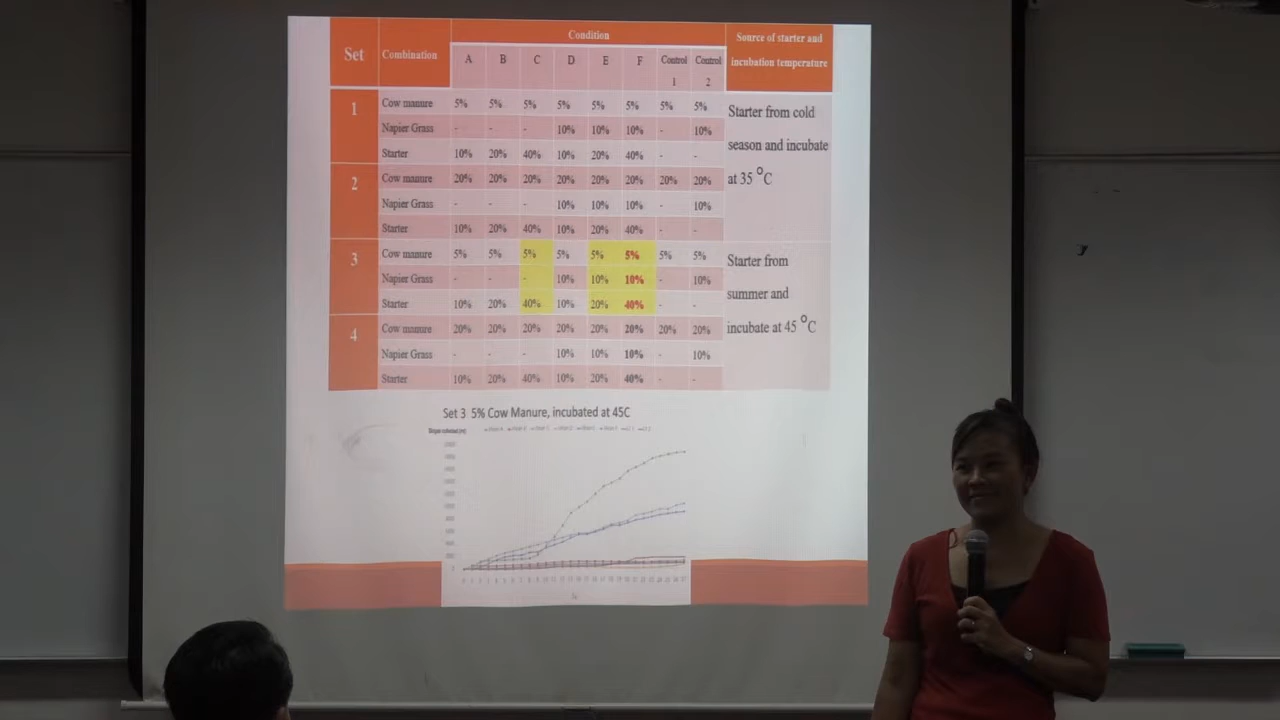 Set Combination Condition Source of starter and incubation temperature
A B C D E F Control 1 Control 2
1 Cow manure 5% 5% 5% 5% 5% 5% 5% 5% Starter from cold season and incubate at 35 °C
Napier Grass - - - 10% 10% 10% - 10%
Starter 10% 20% 40% 10% 20% 40% - -
2 Cow manure 20% 20% 20% 20% 20% 20% 20% 20%
Napier Grass - - - 10% 10% 10% - 10%
Starter 10% 20% 40% 10% 20% 40% - -
3 Cow manure 5% 5% 5% 5% 5% 5% 5% 5% Starter from summer and incubate at 45 °C
Napier Grass - - - 10% 10% 10% - 10%
Starter 10% 20% 40% 10% 20% 40% - -
4 Cow manure 20% 20% 20% 20% 20% 20% 20% 20%
Napier Grass - - - 10% 10% 10% - 10%
Starter 10% 20% 40% 10% 20% 40% - -
Set 3 5% Cow Manure, incubated at 45C